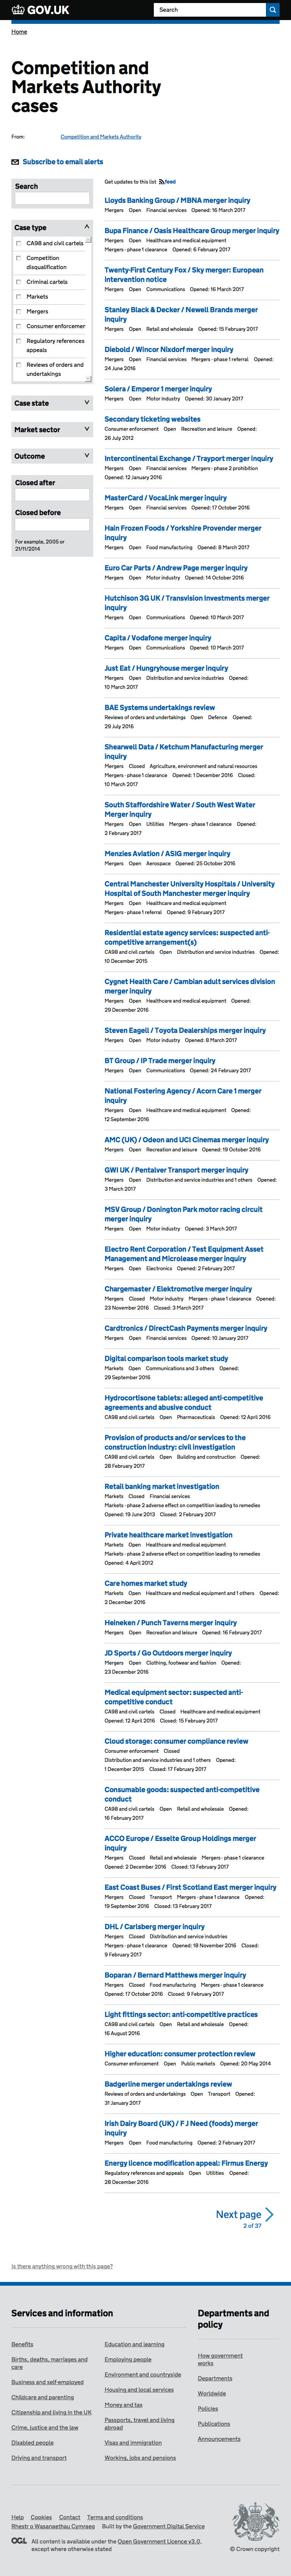 GOV.UK
Search
Home
Competition and
Markets Authority
cases
From:
Competition and Markets Authority
Subscribe to email alerts
Search
Case type
CA98 and civil cartels
Competition
disqualification
Criminal cartels
Markets
Mergers
Consumer enforcemen
Regulatory references
appeals
Reviews of orders and
undertakings
Case state
Market sector
Outcome
Closed after
Closed before
For example, 2005 or
21/11/2014
Get updates to this list feed
Lloyds Banking Group / MBNA merger inquiry
Mergers Open Financial services Opened: 16 March 2017
Bupa Finance / Oasis Healthcare Group merger inquiry
Mergers Open Healthcare and medical equipment
Mergers - phase 1 clearance Opened: 6 February 2017
Twenty-First Century Fox / Sky merger: European
intervention notice
Mergers Open Communications Opened: 16 March 2017
Stanley Black & Decker / Newell Brands merger
inquiry
Mergers Open Retail and wholesale Opened: 15 February 2017
Diebold / Wincor Nixdorf merger inquiry
Mergers Open Financial services Mergers - phase 1 referral Opened:
24 June 2016
Solera / Emperor 1 merger inquiry
Mergers Open Motor industry Opened: 30 January 2017
Secondary ticketing websites
Consumer enforcement Open Recreation and leisure Opened:
26 July 2012
Intercontinental Exchange / Trayport merger inquiry
Mergers Open Financial services Mergers - phase 2 prohibition
Opened: 12 January 2016
MasterCard / VocaLink merger inquiry
Mergers Open Financial services Opened: 17 October 2016
Hain Frozen Foods / Yorkshire Provender merger
inquiry
Mergers Open Food manufacturing Opened: 8 March 2017
Euro Car Parts / Andrew Page merger inquiry
Mergers Open Motor industry Opened: 14 October 2016
Hutchison 3G UK / Transvision Investments merger
inquiry
Mergers Open Communications Opened: 10 March 2017
Capita / Vodafone merger inquiry
Mergers Open Communications Opened: 10 March 2017
Just Eat / Hungryhouse merger inquiry
Mergers Open Distribution and service industries Opened:
10 March 2017
BAE Systems undertakings review
Reviews of orders and undertakings Open Defence Opened:
29 July 2016
Shearwell Data / Ketchum Manufacturing merger
inquiry
Mergers Closed Agriculture, environment and natural resources
Mergers - phase 1 clearance Opened: 1 December 2016 Closed:
10 March 2017
South Staffordshire Water / South West Water
Merger inquiry
Mergers Open Utilities Mergers - phase 1 clearance Opened:
2 February 2017
Menzies Aviation / ASIG merger inquiry
Mergers Open Aerospace Opened: 25 October 2016
Central Manchester University Hospitals / University
Hospital of South Manchester merger inquiry
Mergers Open Healthcare and medical equipment
Mergers - phase 1 referral Opened: 9 February 2017
Residential estate agency services: suspected anti-
competitive arrangement(s)
CA98 and civil cartels Open Distribution and service industries Opened:
10 December 2015
Cygnet Health Care / Cambian adult services division
merger inquiry
Mergers Open Healthcare and medical equipment Opened:
29 December 2016
Steven Eagell / Toyota Dealerships merger inquiry
Mergers Open Motor industry Opened: 8 March 2017
BT Group / IP Trade merger inquiry
Mergers Open Communications Opened: 24 February 2017
National Fostering Agency / Acorn Care 1 merger
inquiry
Mergers Open Healthcare and medical equipment Opened:
12 September 2016
AMC (UK) / Odeon and UCI Cinemas merger inquiry
Mergers Open Recreation and leisure Opened: 19 October 2016
GWI UK / Pentalver Transport merger inquiry
Mergers Open Distribution and service industries and 1 others Opened:
3 March 2017
MSV Group / Donington Park motor racing circuit
merger inquiry
Mergers Open Motor industry Opened: 3 March 2017
Electro Rent Corporation / Test Equipment Asset
Management and Microlease merger inquiry
Mergers Open Electronics Opened: 2 February 2017
Chargemaster / Elektromotive merger inquiry
Mergers Closed Motor industry Mergers - phase 1 clearance Opened:
23 November 2016 Closed: 3 March 2017
Cardtronics / DirectCash Payments merger inquiry
Mergers Open Financial services Opened: 10 January 2017
Digital comparison tools market study
Markets Open Communications and 3 others Opened:
29 September 2016
Hydrocortisone tablets: alleged anti-competitive
agreements and abusive conduct
CA98 and civil cartels Open Pharmaceuticals Opened: 12 April 2016
Provision of products and/or services to the
construction industry: civil investigation
CA98 and civil cartels Open Building and construction Opened:
28 February 2017
Retail banking market investigation
Markets Closed Financial services
Markets - phase 2 adverse effect on competition leading to remedies
Opened: 19 June 2013 Closed: 2 February 2017
Private healthcare market investigation
Markets Open Healthcare and medical equipment
Markets - phase 2 adverse effect on competition leading to remedies
Opened: 4 April 2012
Care homes market study
Markets Open Healthcare and medical equipment and 1 others Opened:
2 December 2016
Heineken / Punch Taverns merger inquiry
Mergers Open Recreation and leisure Opened: 16 February 2017
JD Sports / Go Outdoors merger inquiry
Mergers Open Clothing, footwear and fashion Opened:
23 December 2016
Medical equipment sector: suspected anti-
competitive conduct
CA98 and civil cartels Closed Healthcare and medical equipment
Opened: 12 April 2016 Closed: 15 February 2017
Cloud storage: consumer compliance review
Consumer enforcement Closed
Distribution and service industries and 1 others Opened:
1 December 2015 Closed: 17 February 2017
Consumable goods: suspected anti-competitive
conduct
CA98 and civil cartels Open Retail and wholesale Opened:
16 February 2017
ACCO Europe / Esselte Group Holdings merger
inquiry
Mergers Closed Retail and wholesale Mergers - phase 1 clearance
Opened: 2 December 2016 Closed: 13 February 2017
East Coast Buses / First Scotland East merger inquiry
Mergers Closed Transport Mergers - phase 1 clearance Opened:
19 September 2016 Closed: 13 February 2017
DHL / Carlsberg merger inquiry
Mergers Closed Distribution and service industries
Mergers - phase 1 clearance Opened: 18 November 2016 Closed:
9 February 2017
Boparan / Bernard Matthews merger inquiry
Mergers Closed Food manufacturing Mergers - phase 1 clearance
Opened: 17 October 2016 Closed: 9 February 2017
Light fittings sector: anti-competitive practices
CA98 and civil cartels Open Retail and wholesale Opened:
16 August 2016
Higher education: consumer protection review
Consumer enforcement Open Public markets Opened: 20 May 2014
Badgerline merger undertakings review
Reviews of orders and undertakings Open Transport Opened:
31 January 2017
Irish Dairy Board (UK) / F J Need (foods) merger
inquiry
Mergers Open Food manufacturing Opened: 2 February 2017
Energy licence modification appeal: Firmus Energy
Regulatory references and appeals Open Utilities Opened:
28 December 2016
Next page
2 of 37
Is there anything wrong with this page?
Services and information
Benefits
Births, deaths, marriages and
care
Business and self-employed
Childcare and parenting
Citizenship and living in the UK
Crime, justice and the law
Disabled people
Driving and transport
Education and learning
Employing people
Environment and countryside
Housing and local services
Money and tax
Passports, travel and living
abroad
Visas and immigration
Working, jobs and pensions
Departments and
policy
How government
works
Departments
Worldwide
Policies
Publications
Announcements
Help Cookies Contact Terms and conditions
Rhestr o Wasanaethau Cymraeg Built by the Government Digital Service
OGL All content is available under the Open Government Licence v3.0,
except where otherwise stated
© Crown copyright